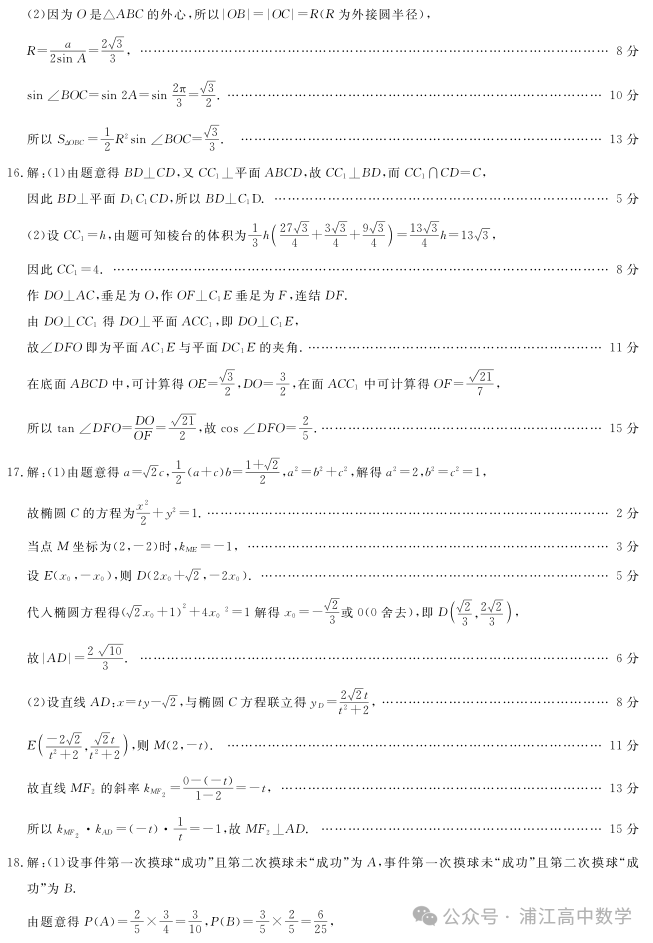 (2)因为 O 是△ABC 的外心,所以|OB|=|OC|=R(R 为外接圆半径),
R=a/(2sin A)=2√3/3, …… 8 分
sin ∠BOC=sin 2A=sin 2π/3=√3/2. …… 10 分
所以 S△OBC=1/2R²sin ∠BOC=√3/3. …… 13 分
16.解:(1)由题意得 BD⊥CD,又 CC₁⊥平面 ABCD,故 CC₁⊥BD,而 CC₁∩CD=C,
因此 BD⊥平面 D₁C₁CD,所以 BD⊥C₁D. …… 5 分
(2)设 CC₁=h,由题可知棱台的体积为1/3h(27√3/4+3√3/4+9√3/4)=13√3/4h=13√3,
因此 CC₁=4. …… 8 分
作 DO⊥AC,垂足为 O,作 OF⊥C₁E 垂足为 F,连结 DF.
由 DO⊥CC₁ 得 DO⊥平面 ACC₁,即 DO⊥C₁E,
故∠DFO 即为平面 AC₁E 与平面 DC₁E 的夹角. …… 11 分
在底面 ABCD 中,可计算得 OE=√3/2,DO=3/2,在面 ACC₁ 中可计算得 OF=√21/7,
所以 tan ∠DFO=DO/OF=√21/2,故 cos ∠DFO=2/5. …… 15 分
17.解:(1)由题意得 a=√2c,1/2(a+c)b=(1+√2)/2,a²=b²+c²,解得 a²=2,b²=c²=1,
故椭圆 C 的方程为x²/2+y²=1. …… 2 分
当点 M 坐标为(2,-2)时,kME=-1, …… 3 分
设 E(x₀,-x₀),则 D(2x₀+√2,-2x₀). …… 5 分
代入椭圆方程得(√2x₀+1)²+4x₀²=1 解得 x₀=-√2/3或 0(0 舍去),即 D(√2/3,2√2/3),
故|AD|=2√10/3. …… 6 分
(2)设直线 AD:x=ty-√2,与椭圆 C 方程联立得 yD=2√2t/(t²+2), …… 8 分
E(-2√2/(t²+2),√2t/(t²+2)),则 M(2,-t). …… 11 分
故直线 MF₂ 的斜率 kMF₂=(0-(-t))/(1-2)=-t, …… 13 分
所以 kMF₂·kAD=(-t)·1/t=-1,故 MF₂⊥AD. …… 15 分
18.解:(1)设事件第一次摸球“成功”且第二次摸球未“成功”为 A,事件第一次摸球未“成功”且第二次摸球“成
功”为 B.
由题意得 P(A)=2/5×3/4=3/10,P(B)=3/5×2/5=6/25,
公众号·浦江高中数学